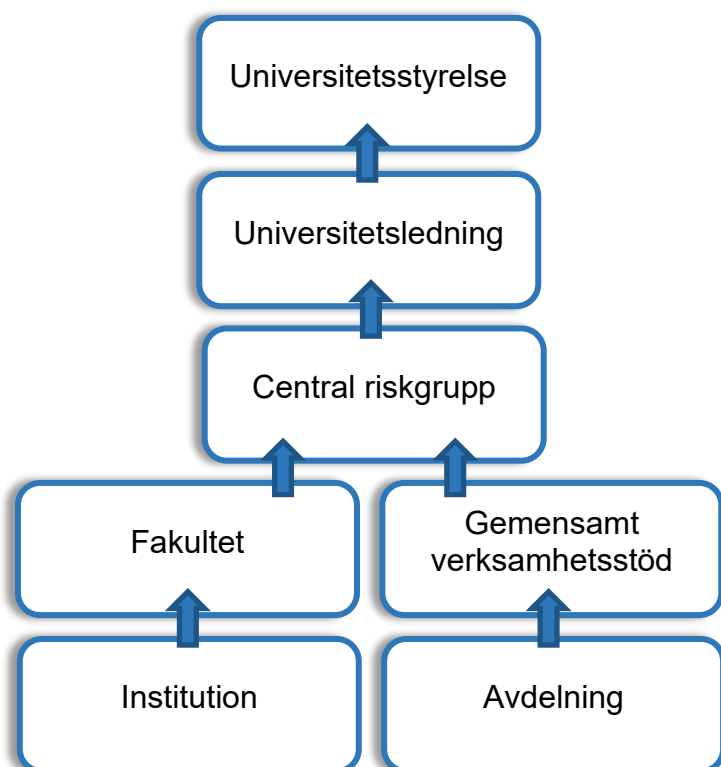 Universitetsstyrelse
Universitetsledning
Central riskgrupp
Fakultet
Gemensamt
verksamhetsstöd
Institution
Avdelning